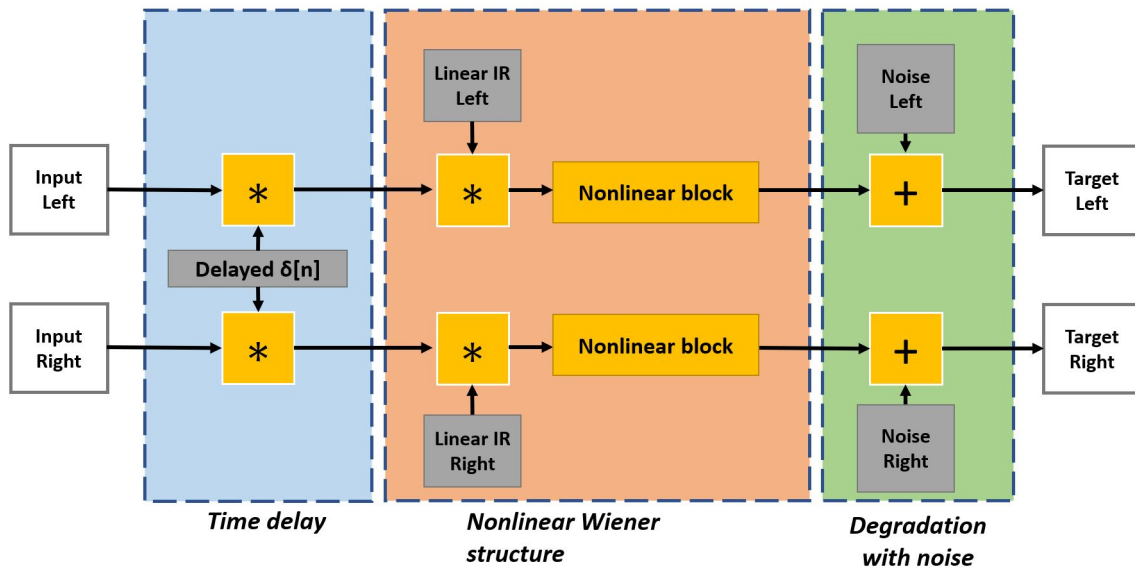 Linear IR
Left
Noise
Left
Input
Left
*
*
Nonlinear block
+
Target
Left
Delayed δ[n]
Input
Right
*
*
Nonlinear block
+
Target
Right
Linear IR
Right
Noise
Right
Time delay
Nonlinear Wiener
structure
Degradation
with noise